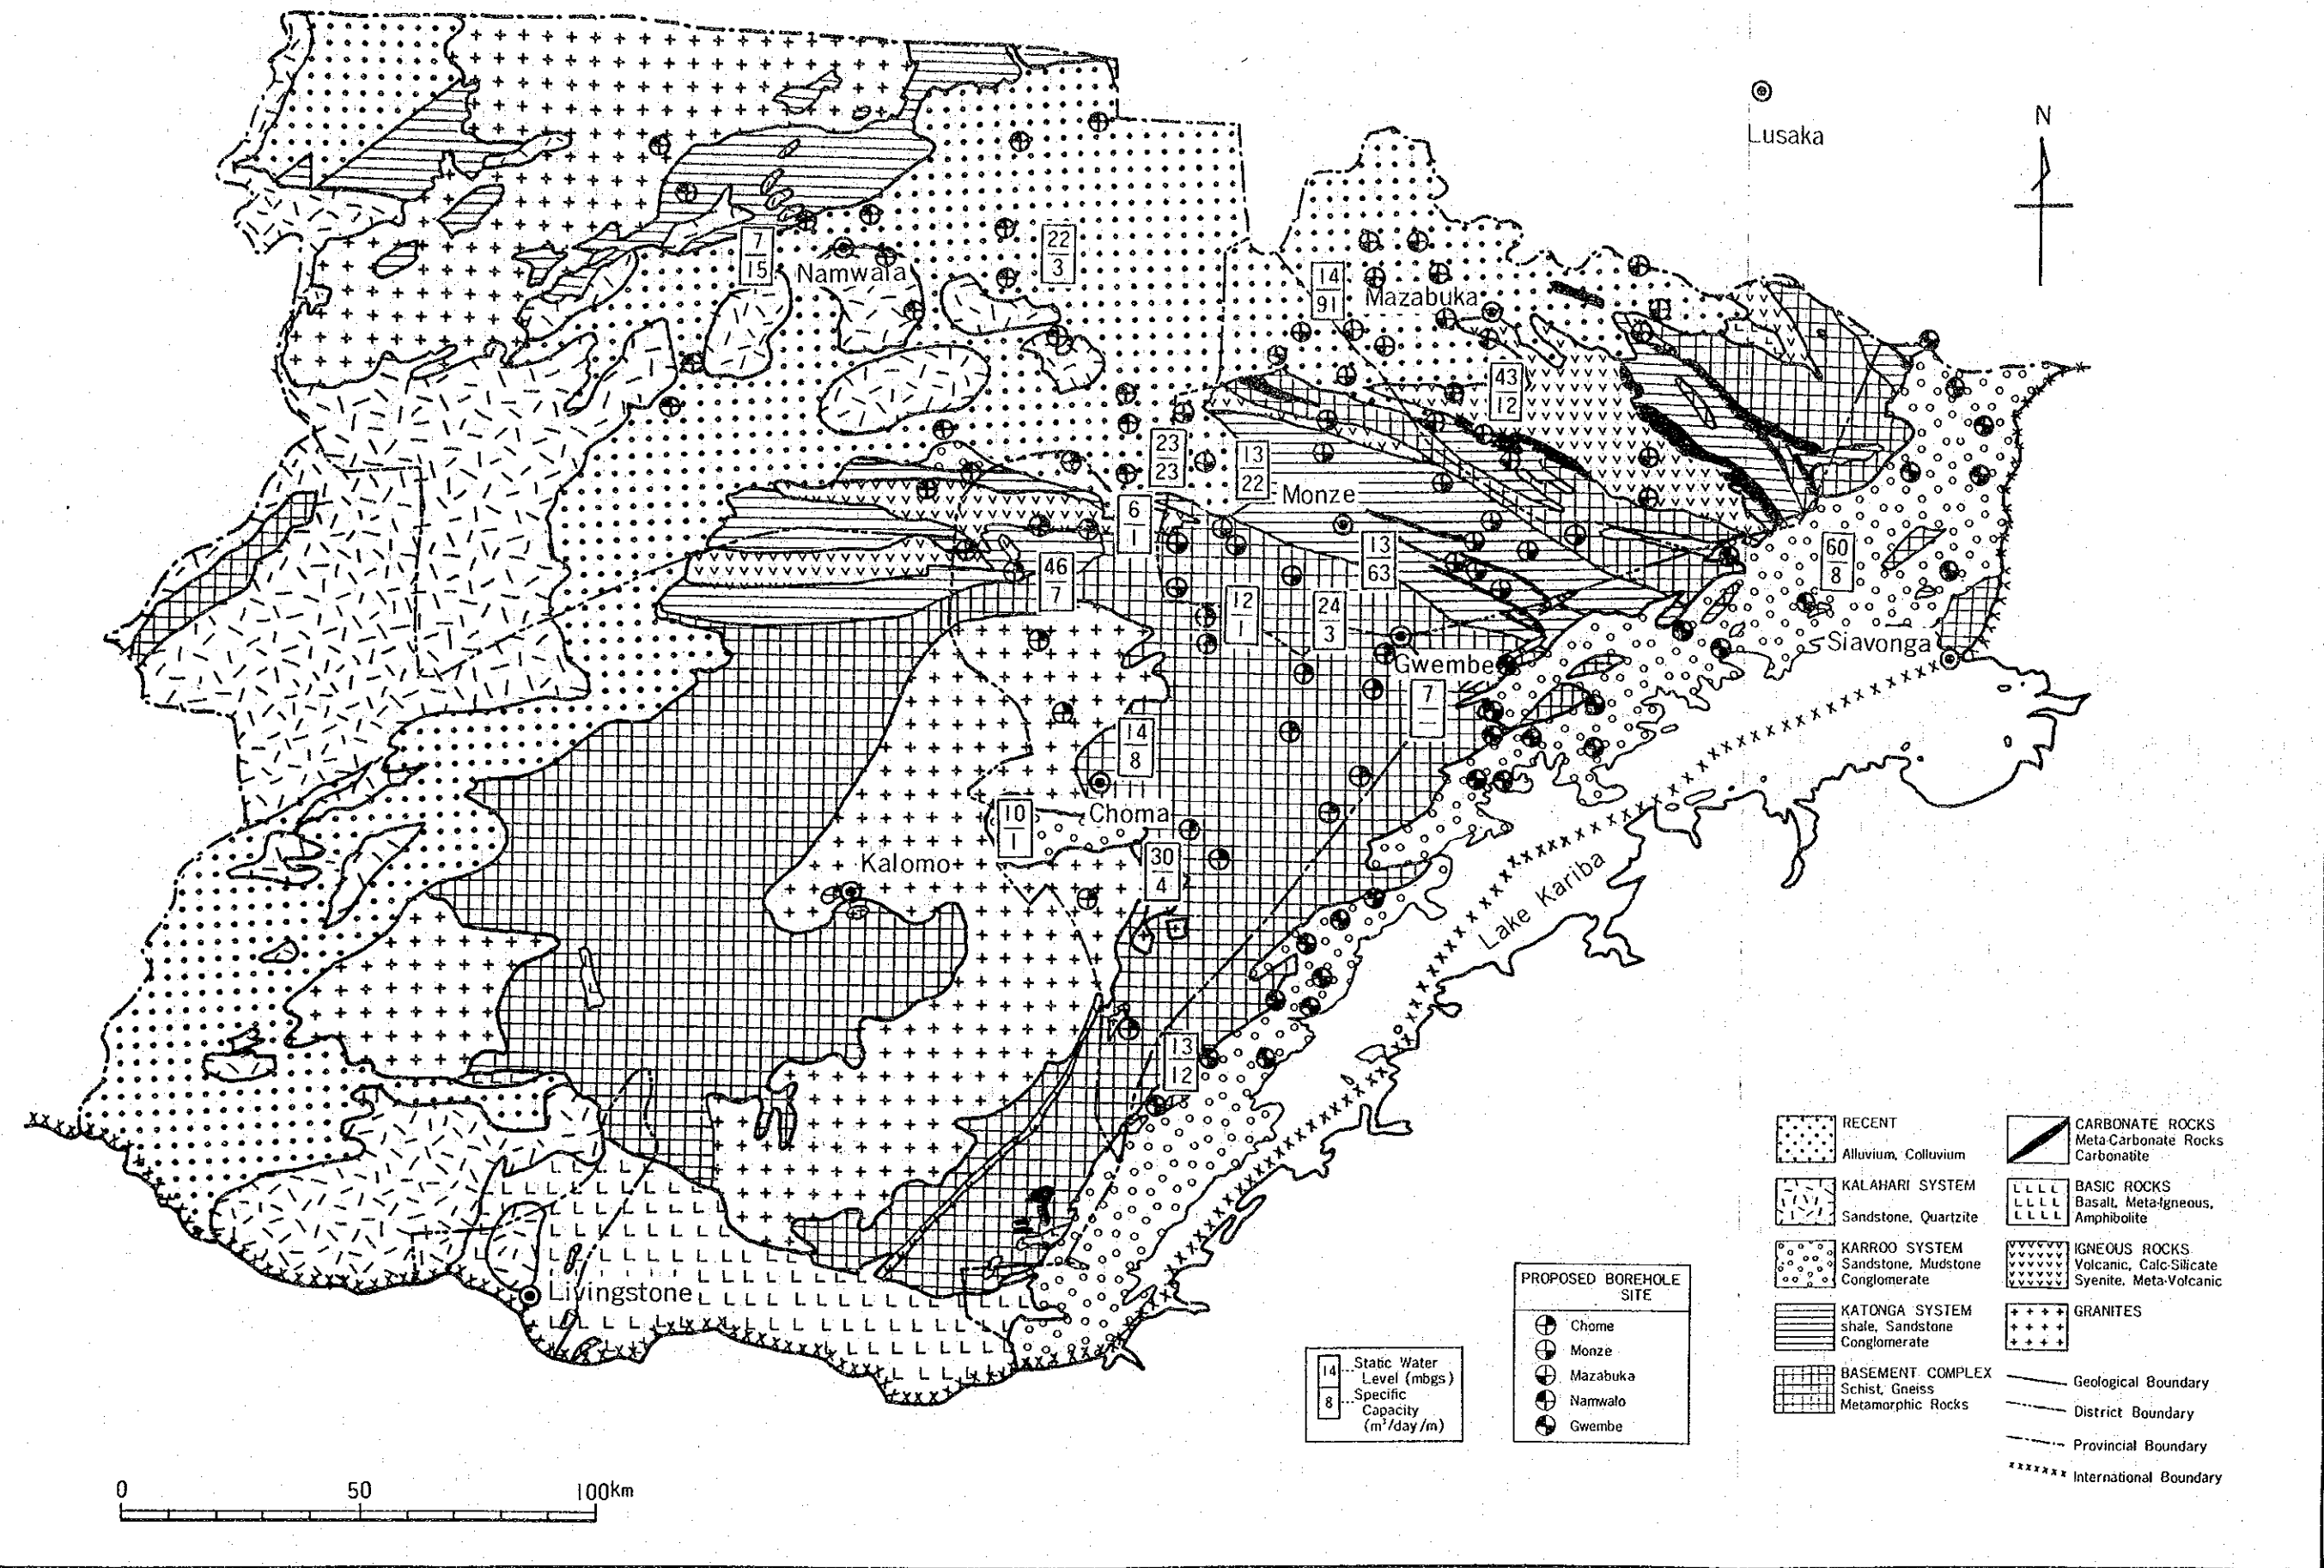 Lusaka
N
7
15
Namwala
22
3
14
91
Mazabuka
43
12
23
23
13
22
Monze
6
1
46
7
13
63
60
8
12
1
24
3
Siavonga
Gwembe
7
—
14
8
Choma
10
1
Kalomo
30
4
Lake Kariba
13
12
Livingstone
RECENT
Alluvium, Colluvium
KALAHARI SYSTEM
Sandstone, Quartzite
KARROO SYSTEM
Sandstone, Mudstone
Conglomerate
KATONGA SYSTEM
shale, Sandstone
Conglomerate
BASEMENT COMPLEX
Schist, Gneiss
Metamorphic Rocks
CARBONATE ROCKS
Meta-Carbonate Rocks
Carbonatite
BASIC ROCKS
Basalt, Meta-Igneous,
Amphibolite
IGNEOUS ROCKS
Volcanic, Calc-Silicate
Syenite, Meta-Volcanic
GRANITES
Geological Boundary
District Boundary
Provincial Boundary
International Boundary
PROPOSED BOREHOLE
SITE
Chome
Monze
Mazabuka
Namwalo
Gwembe
14 ... Static Water
Level (mbgs)
8 ... Specific
Capacity
(m³/day/m)
0 50 100km